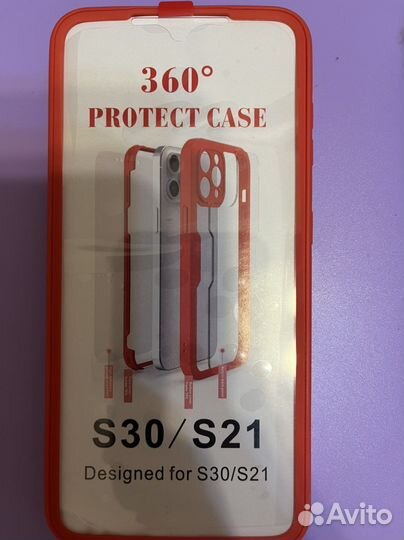 360°
PROTECT CASE
S30/S21
Designed for S30/S21
Avito